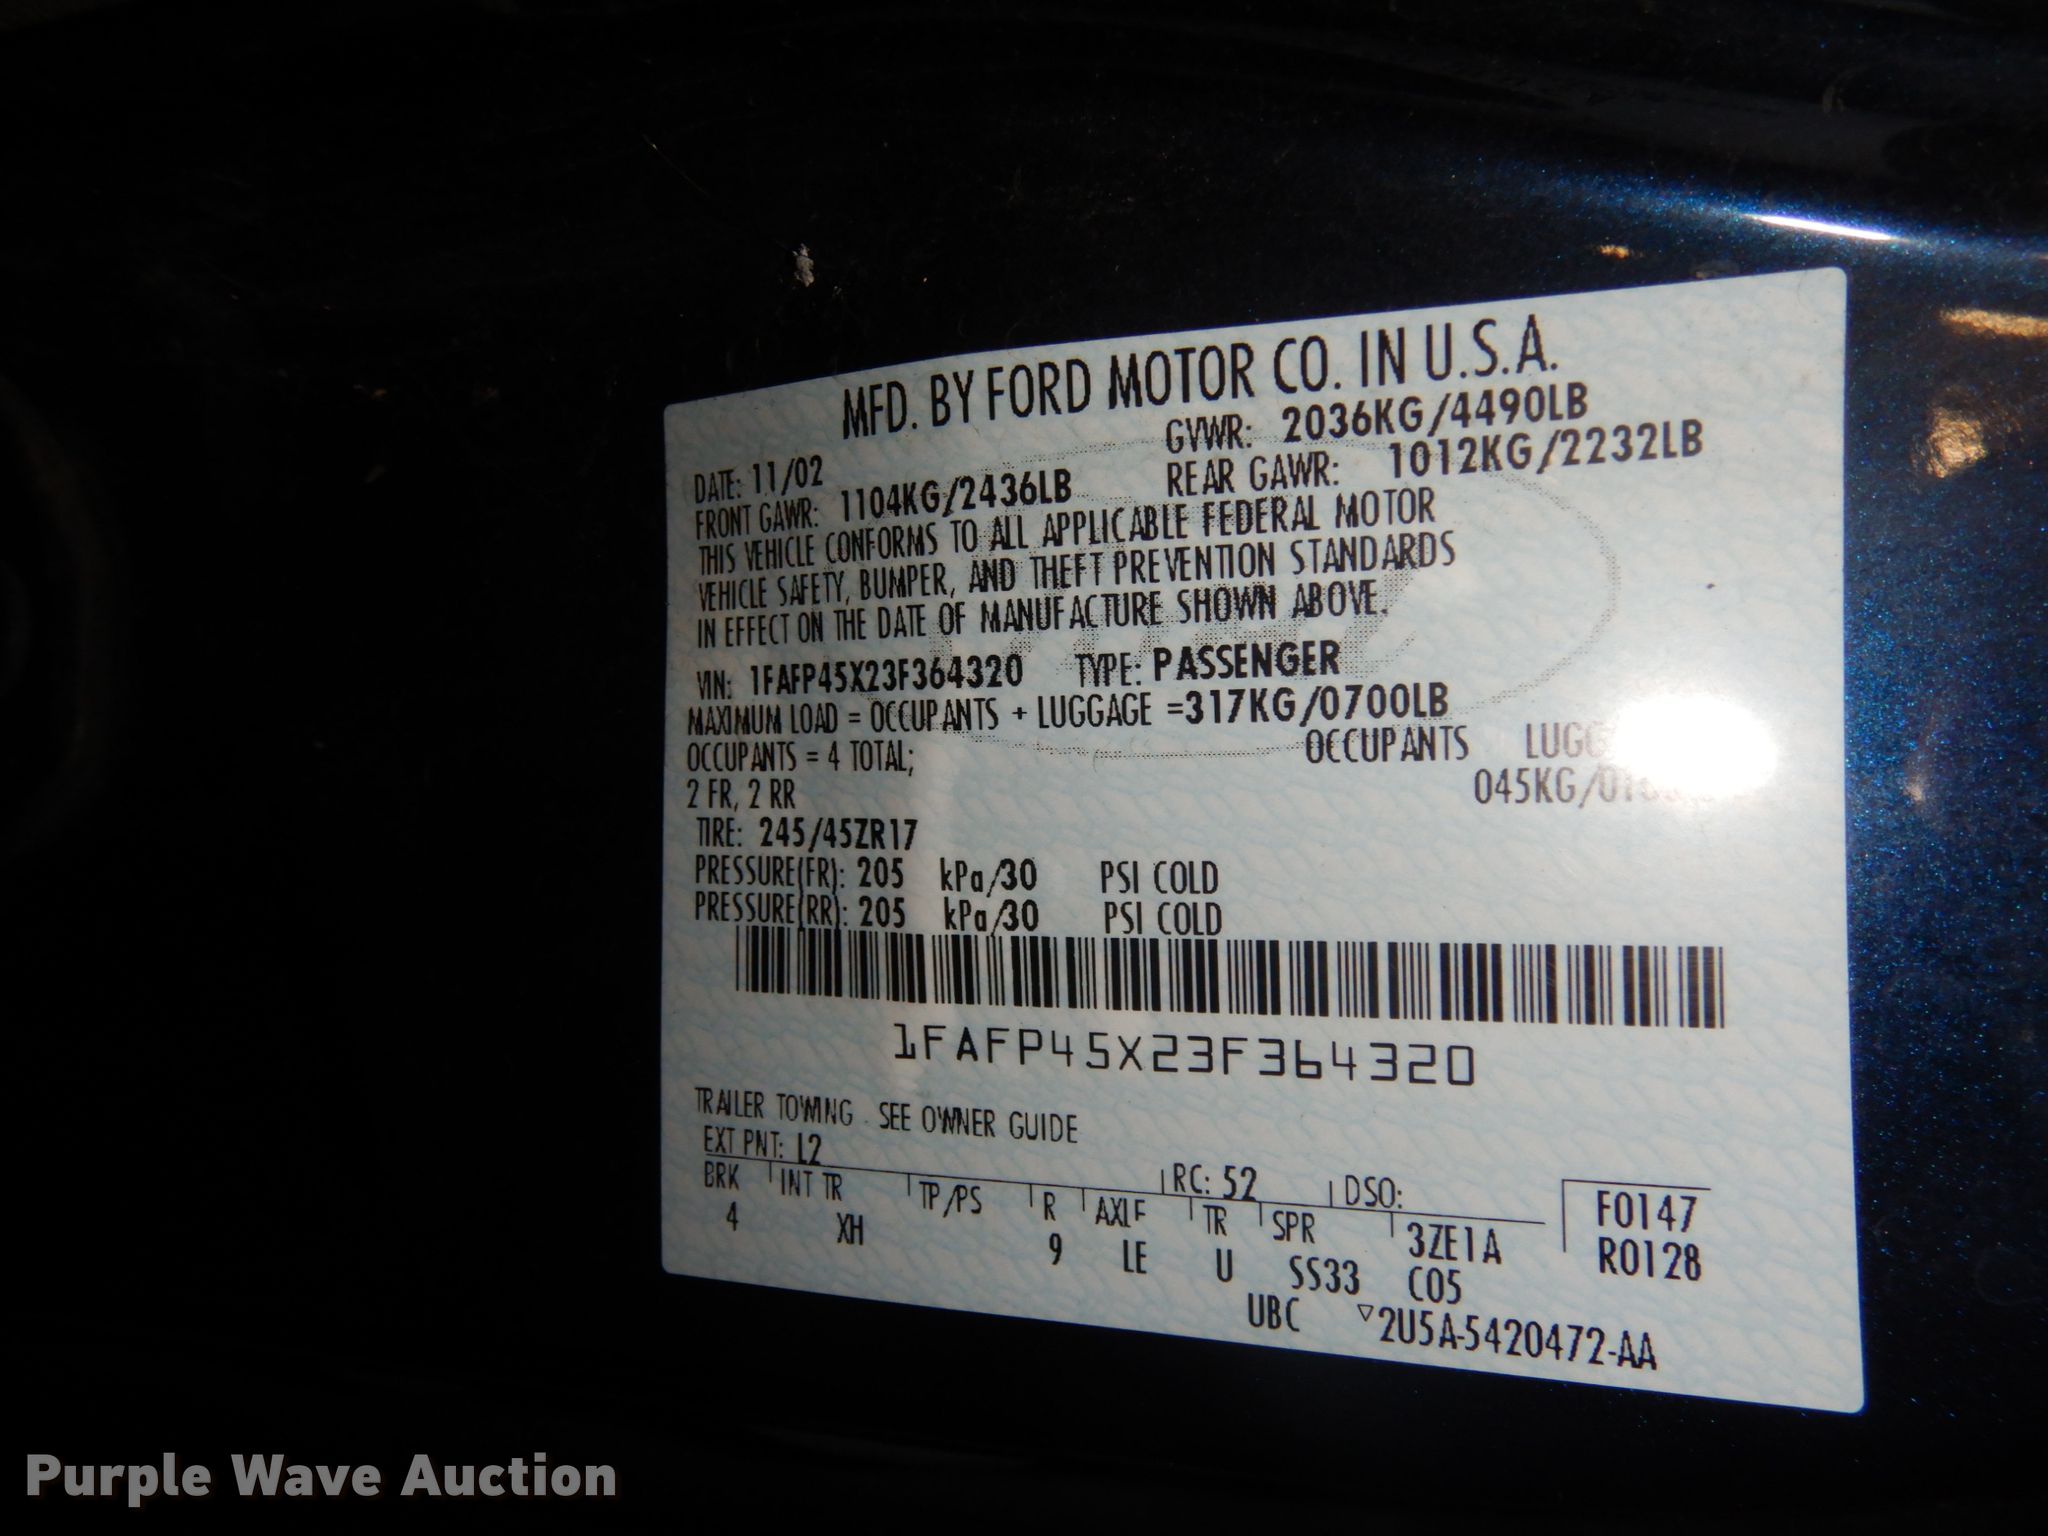 MFD. BY FORD MOTOR CO. IN U.S.A.
DATE: 11/02 GVWR: 2036KG/4490LB
FRONT GAWR: 1104KG/2436LB REAR GAWR: 1012KG/2232LB
THIS VEHICLE CONFORMS TO ALL APPLICABLE FEDERAL MOTOR
VEHICLE SAFETY, BUMPER, AND THEFT PREVENTION STANDARDS
IN EFFECT ON THE DATE OF MANUFACTURE SHOWN ABOVE.
VIN: 1FAFP45X23F364320 TYPE: PASSENGER
MAXIMUM LOAD = OCCUPANTS + LUGGAGE =317KG/0700LB
OCCUPANTS = 4 TOTAL; OCCUPANTS
2 FR, 2 RR
TIRE: 245/45ZR17
PRESSURE(FR): 205 kPa/30 PSI COLD
PRESSURE(RR): 205 kPa/30 PSI COLD
1FAFP45X23F364320
TRAILER TOWING - SEE OWNER GUIDE
EXT PNT: L2 RC: 52 DSO: F0147
BRK INT TR TP/PS R AXLE TR SPR 3ZE1A R0128
4 XH 9 LE U SS33 C05
UBC ▽2U5A-5420472-AA
Purple Wave Auction